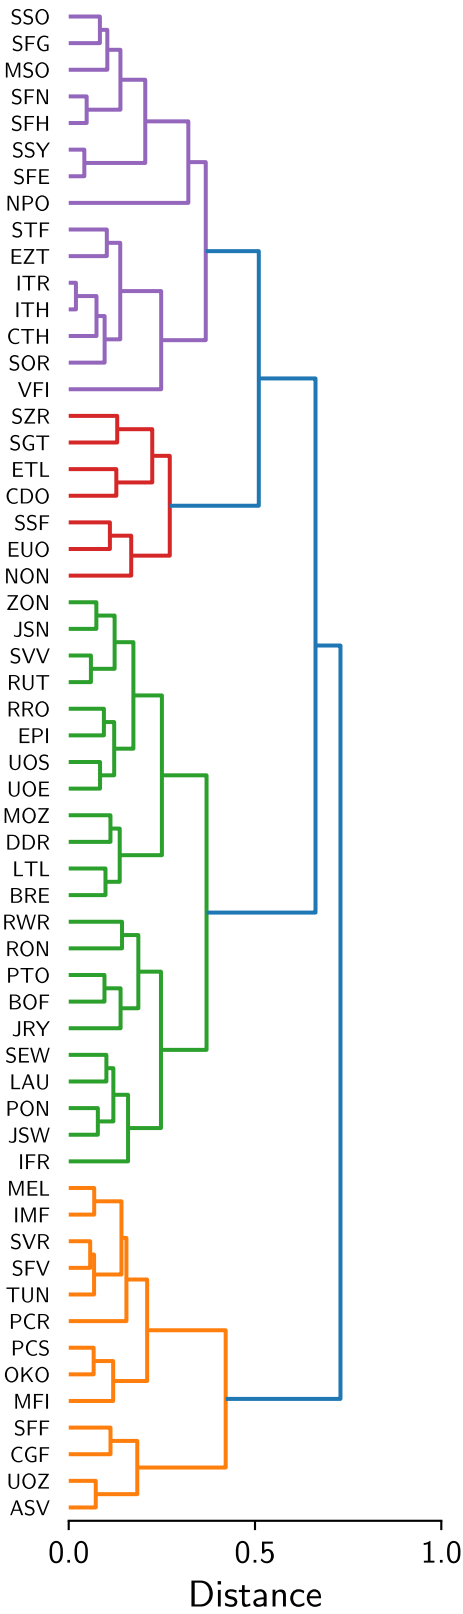 SSO
SFG
MSO
SFN
SFH
SSY
SFE
NPO
STF
EZT
ITR
ITH
CTH
SOR
VFI
SZR
SGT
ETL
CDO
SSF
EUO
NON
ZON
JSN
SVV
RUT
RRO
EPI
UOS
UOE
MOZ
DDR
LTL
BRE
RWR
RON
PTO
BOF
JRY
SEW
LAU
PON
JSW
IFR
MEL
IMF
SVR
SFV
TUN
PCR
PCS
OKO
MFI
SFF
CGF
UOZ
ASV
0.0 0.5 1.0
Distance